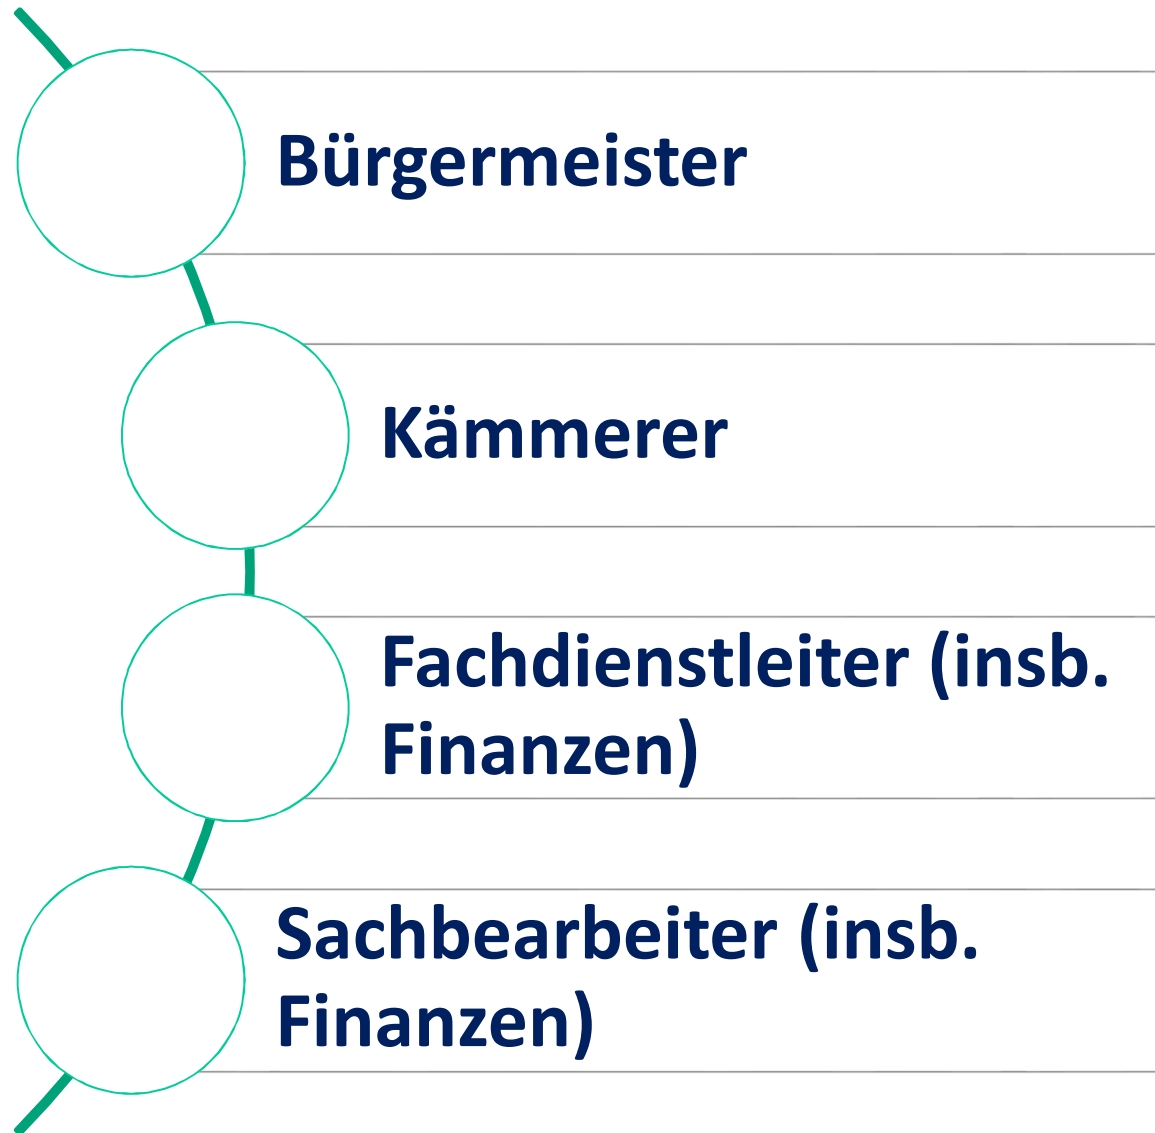 Bürgermeister
Kämmerer
Fachdienstleiter (insb.
Finanzen)
Sachbearbeiter (insb.
Finanzen)